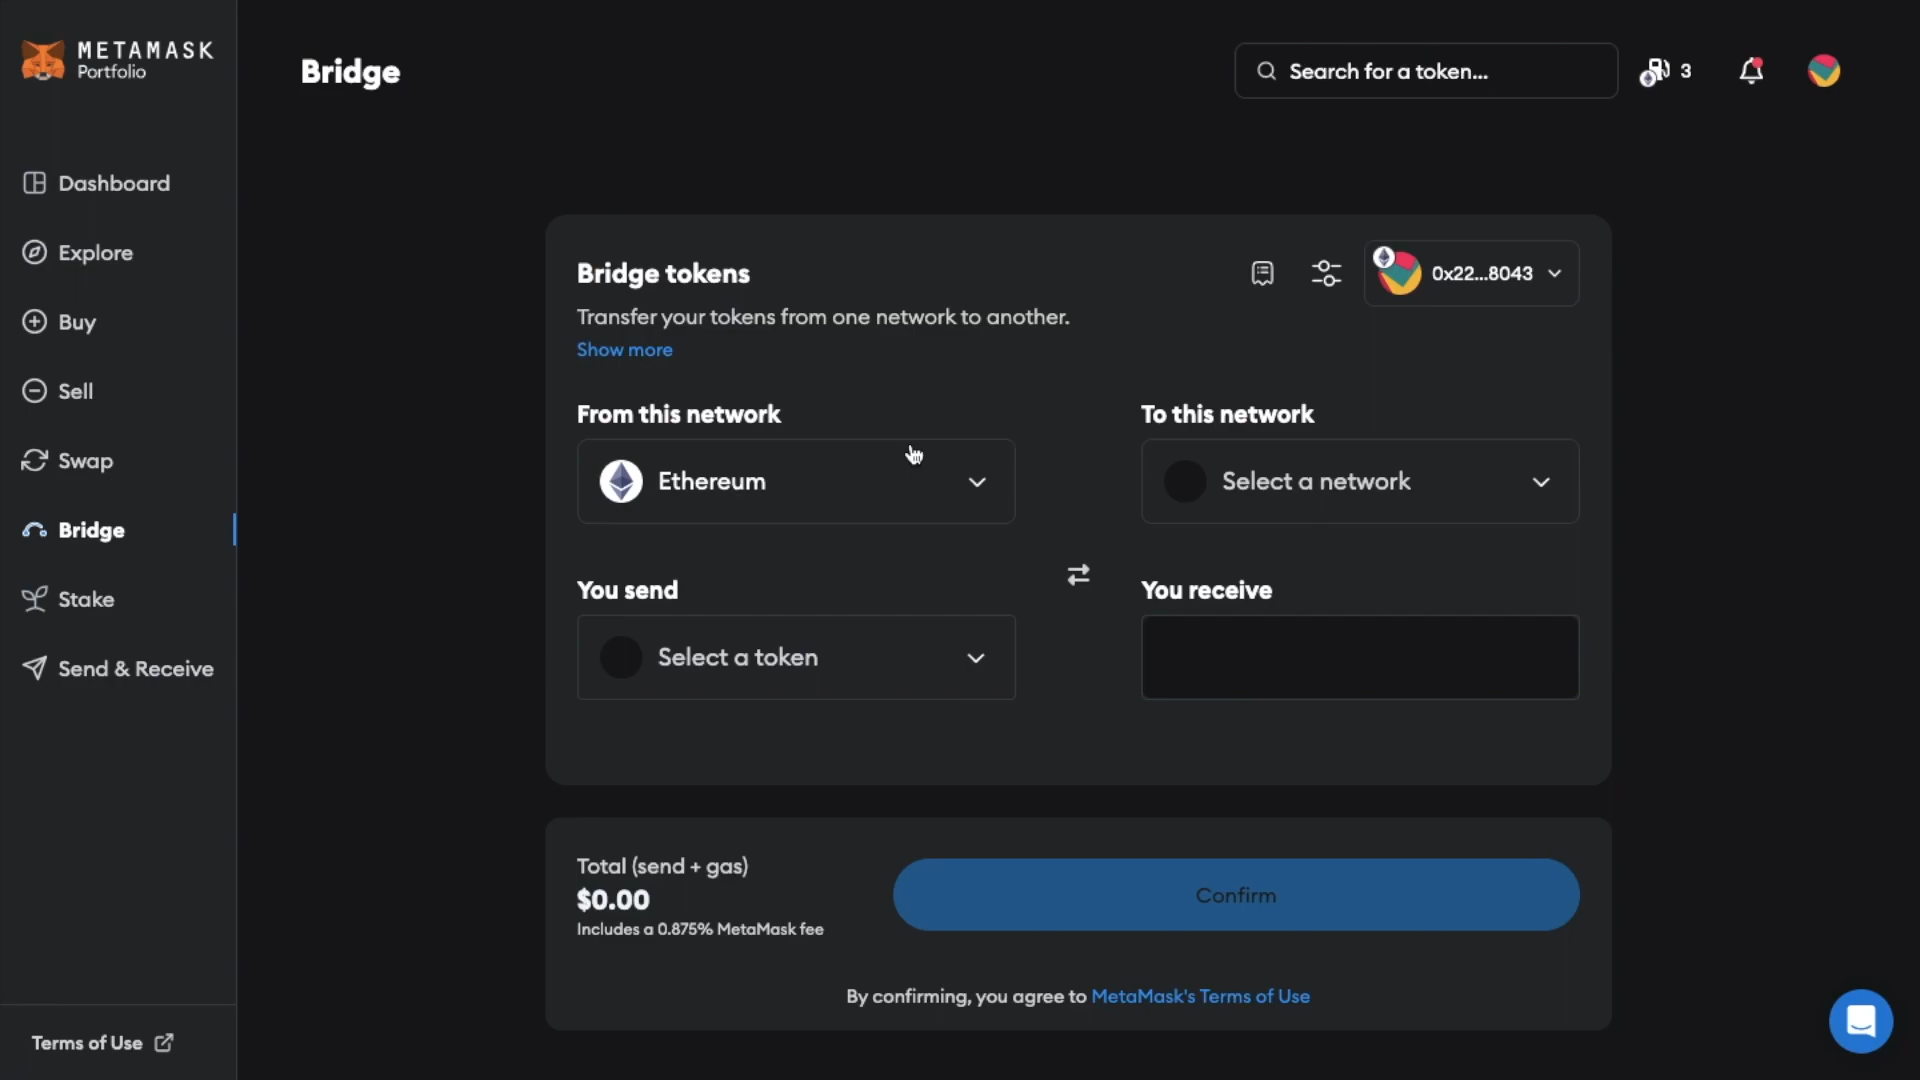 METAMASK
Portfolio
Bridge
Search for a token...
3
Dashboard
Explore
Buy
Sell
Swap
Bridge
Stake
Send & Receive
Terms of Use
Bridge tokens
0x22...8043
Transfer your tokens from one network to another.
Show more
From this network
To this network
Ethereum
Select a network
You send
You receive
Select a token
Total (send + gas)
$0.00
Includes a 0.875% MetaMask fee
Confirm
By confirming, you agree to MetaMask's Terms of Use